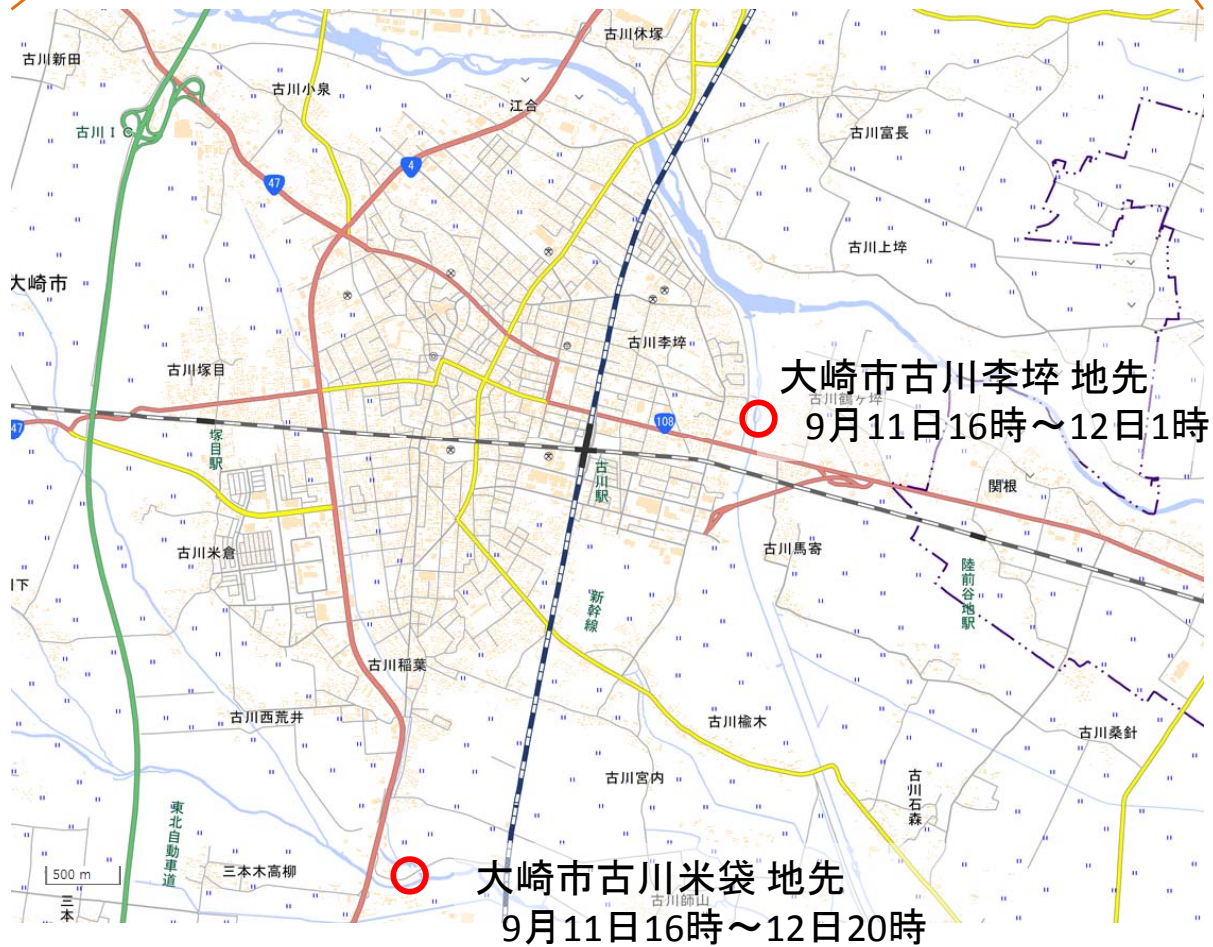 古川休塚
古川新田
古川小泉
江合
古川IC
古川富長
4
47
古川上埣
大崎市
古川李埣
古川塚目
大崎市古川李埣 地先
古川鶴ヶ埣
9月11日16時～12日1時
108
47
塚目駅
古川駅
関根
古川米倉
古川馬寄
川下
陸前谷地駅
新幹線
古川稲葉
古川西荒井
古川楡木
古川桑針
古川宮内
古川石森
東北自動車道
三本木高柳
500 m
大崎市古川米袋 地先
三本
古川師山
9月11日16時～12日20時